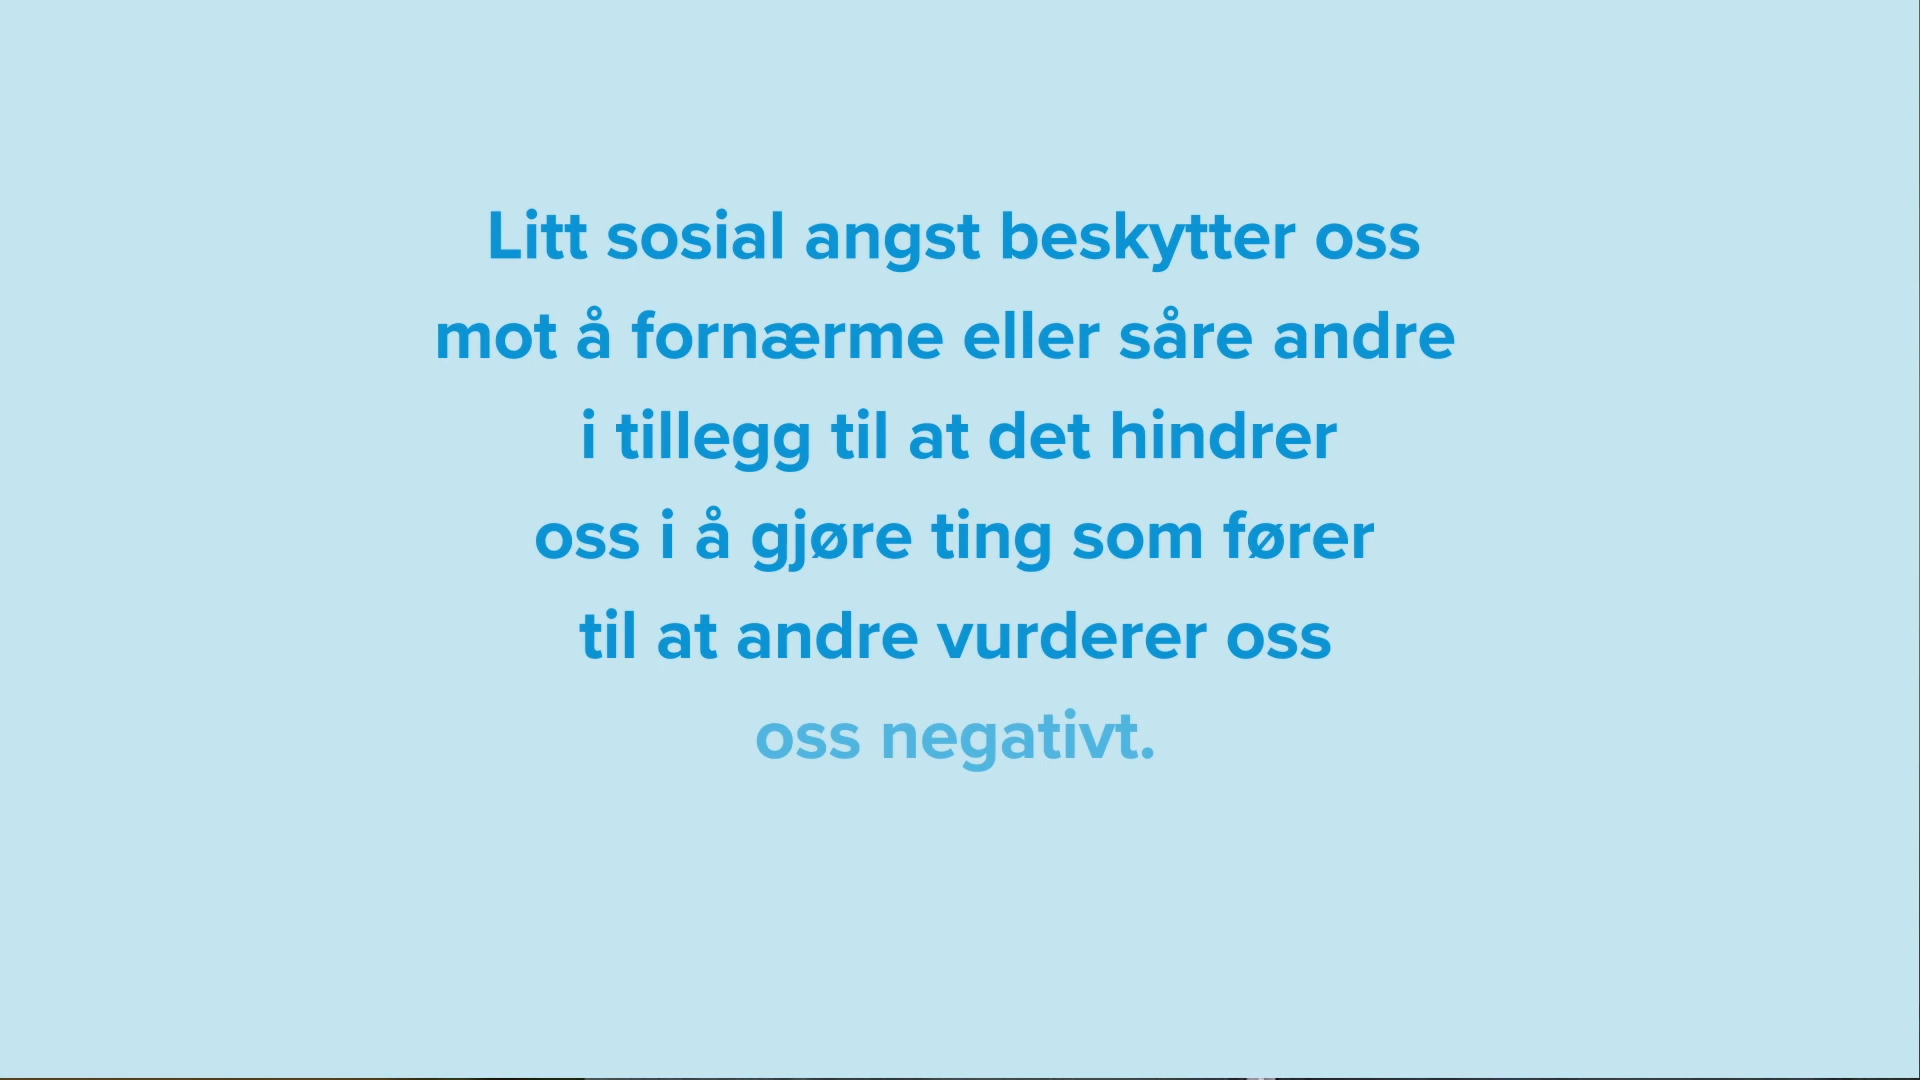 Litt sosial angst beskytter oss
mot å fornærme eller såre andre
i tillegg til at det hindrer
oss i å gjøre ting som fører
til at andre vurderer oss
oss negativt.